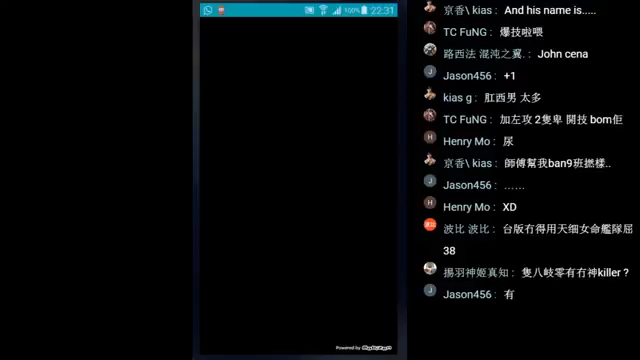 100% 22:31
京香\ kias : And his name is.....
TC FuNG : 爆技啦喂
路西法 混沌之翼. : John cena
Jason456 : +1
kias g : 肛西男 太多
TC FuNG : 加左攻 2隻卑 開技 bom佢
Henry Mo : 尿
京香\ kias : 師傅幫我ban9班撚樣..
Jason456 : ……
Henry Mo : XD
波比 波比 : 台版冇得用天细女命艦隊屈
38
揚羽神姬真知 : 隻八岐零有冇神killer ?
Jason456 : 有
Powered by